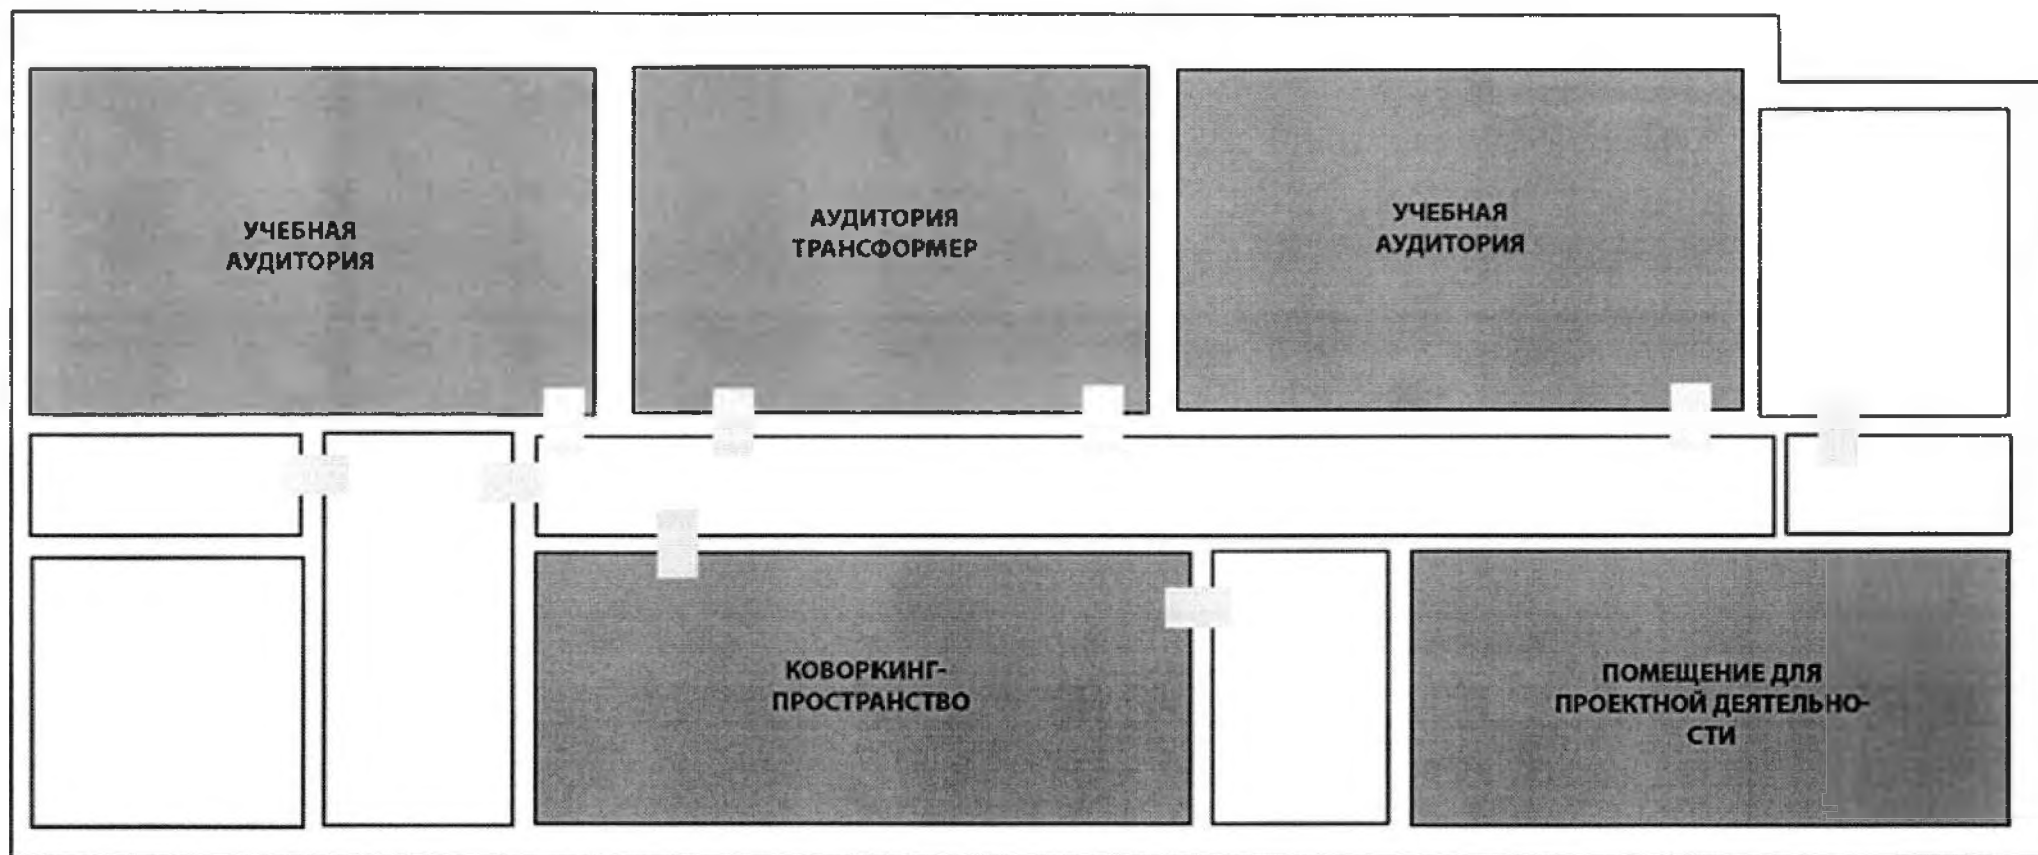 УЧЕБНАЯ
АУДИТОРИЯ
АУДИТОРИЯ
ТРАНСФОРМЕР
УЧЕБНАЯ
АУДИТОРИЯ
КОВОРКИНГ-
ПРОСТРАНСТВО
ПОМЕЩЕНИЕ ДЛЯ
ПРОЕКТНОЙ ДЕЯТЕЛЬНО-
СТИ